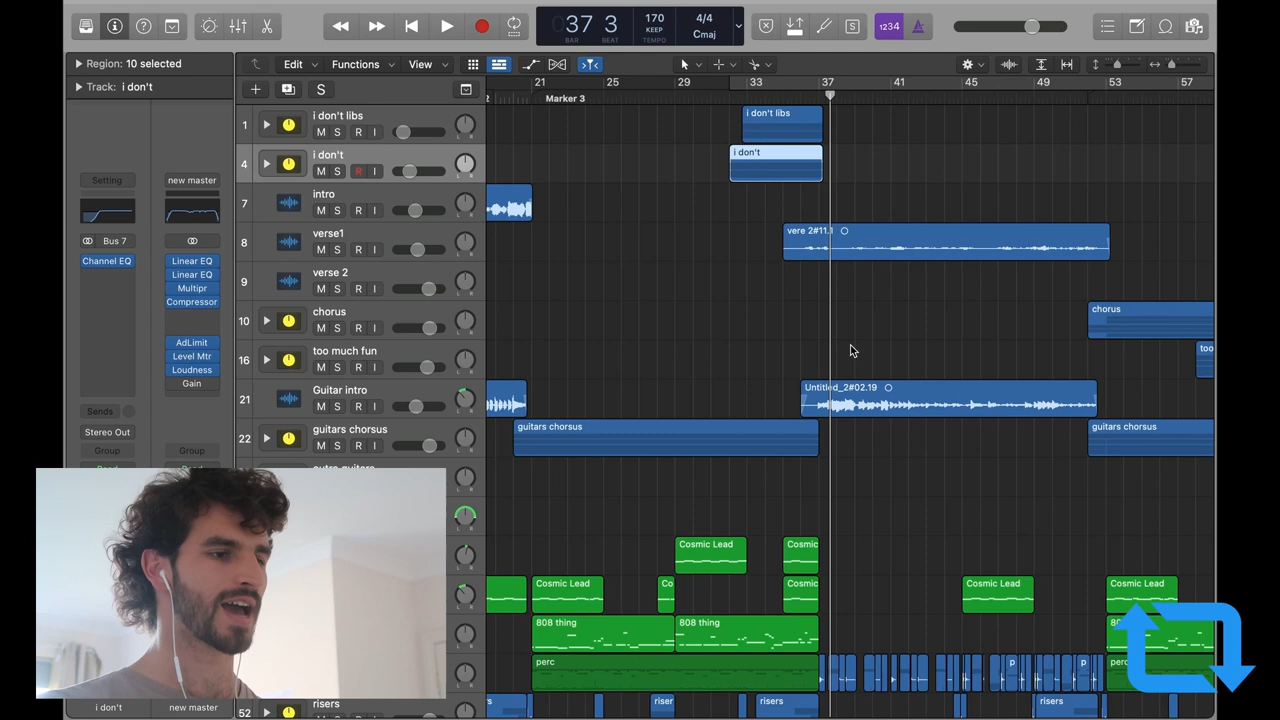 37 3
BAR BEAT
170
KEEP
TEMPO
4/4
Cmaj
S
1234
Region: 10 selected
Edit
Functions
View
Track: i don't
21 25 29 33 37 41 45 49 53 57
S
Marker 3
Setting
new master
Bus 7
Channel EQ
Linear EQ
Linear EQ
Multipr
Compressor
AdLimit
Level Mtr
Loudness
Gain
Sends
Stereo Out
Group
Group
1
i don't libs
M S R I
L R
i don't libs
4
i don't
M S R I
L R
i don't
7
intro
M S R I
L R
8
verse1
M S R I
L R
vere 2#11.1
9
verse 2
M S R I
L R
10
chorus
M S R I
L R
chorus
16
too much fun
M S R I
L R
too
21
Guitar intro
M S R I
L R
Untitled_2#02.19
22
guitars chorsus
M S R I
L R
guitars chorsus
guitars chorsus
L R
L R
L R
Cosmic Lead
Cosmic
L R
Cosmic Lead
Co
Cosmic
Cosmic Lead
Cosmic Lead
L R
808 thing
808 thing
L R
perc
p
p
perc
52
risers
riser
risers
risers
i don't
new master